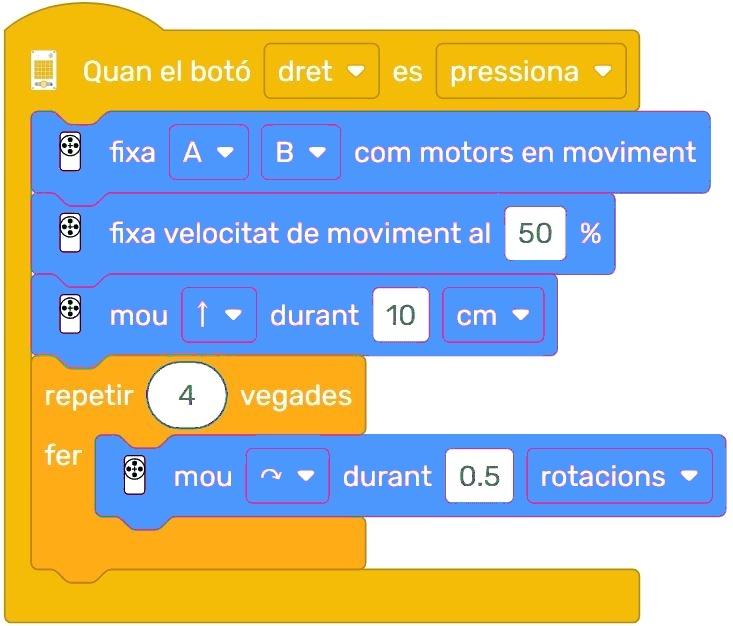 Quan el botó dret es pressiona
fixa A B com motors en moviment
fixa velocitat de moviment al 50 %
mou ↑ durant 10 cm
repetir 4 vegades
fer
mou ↷ durant 0.5 rotacions